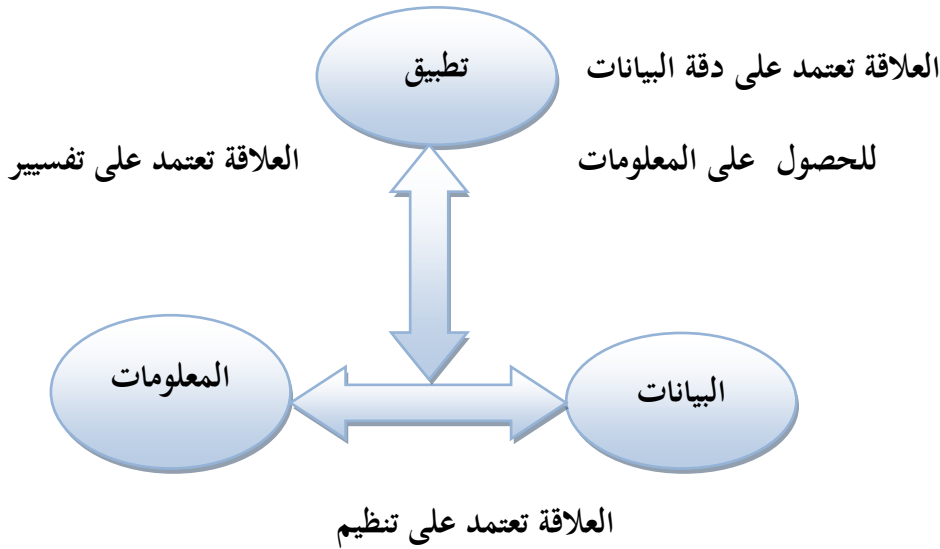 تطبيق
العلاقة تعتمد على دقة البيانات
للحصول على المعلومات
العلاقة تعتمد على تفسيير
المعلومات
البيانات
العلاقة تعتمد على تنظيم